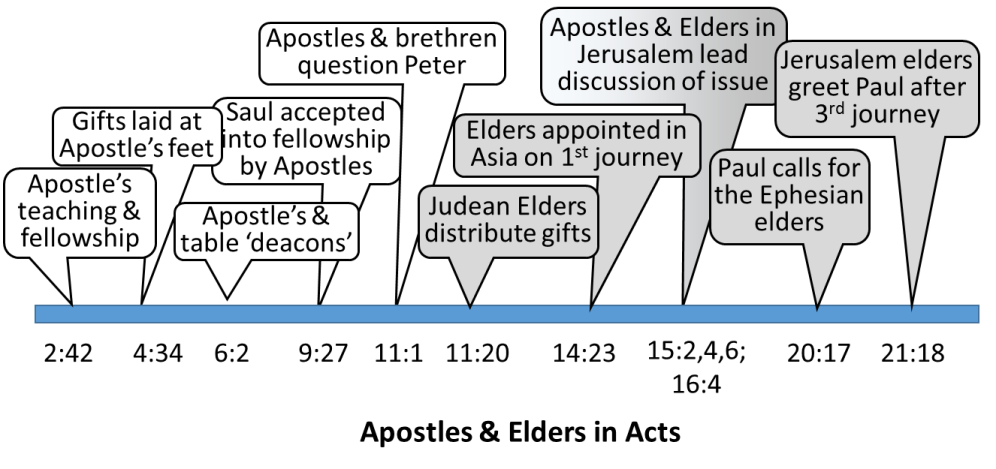 Apostle's
teaching &
fellowship
Gifts laid at
Apostle's feet
Apostle's &
table 'deacons'
Saul accepted
into fellowship
by Apostles
Apostles & brethren
question Peter
Judean Elders
distribute gifts
Elders appointed in
Asia on 1st journey
Apostles & Elders in
Jerusalem lead
discussion of issue
Paul calls for
the Ephesian
elders
Jerusalem elders
greet Paul after
3rd journey
2:42
4:34
6:2
9:27
11:1
11:20
14:23
15:2,4,6;
16:4
20:17
21:18
Apostles & Elders in Acts